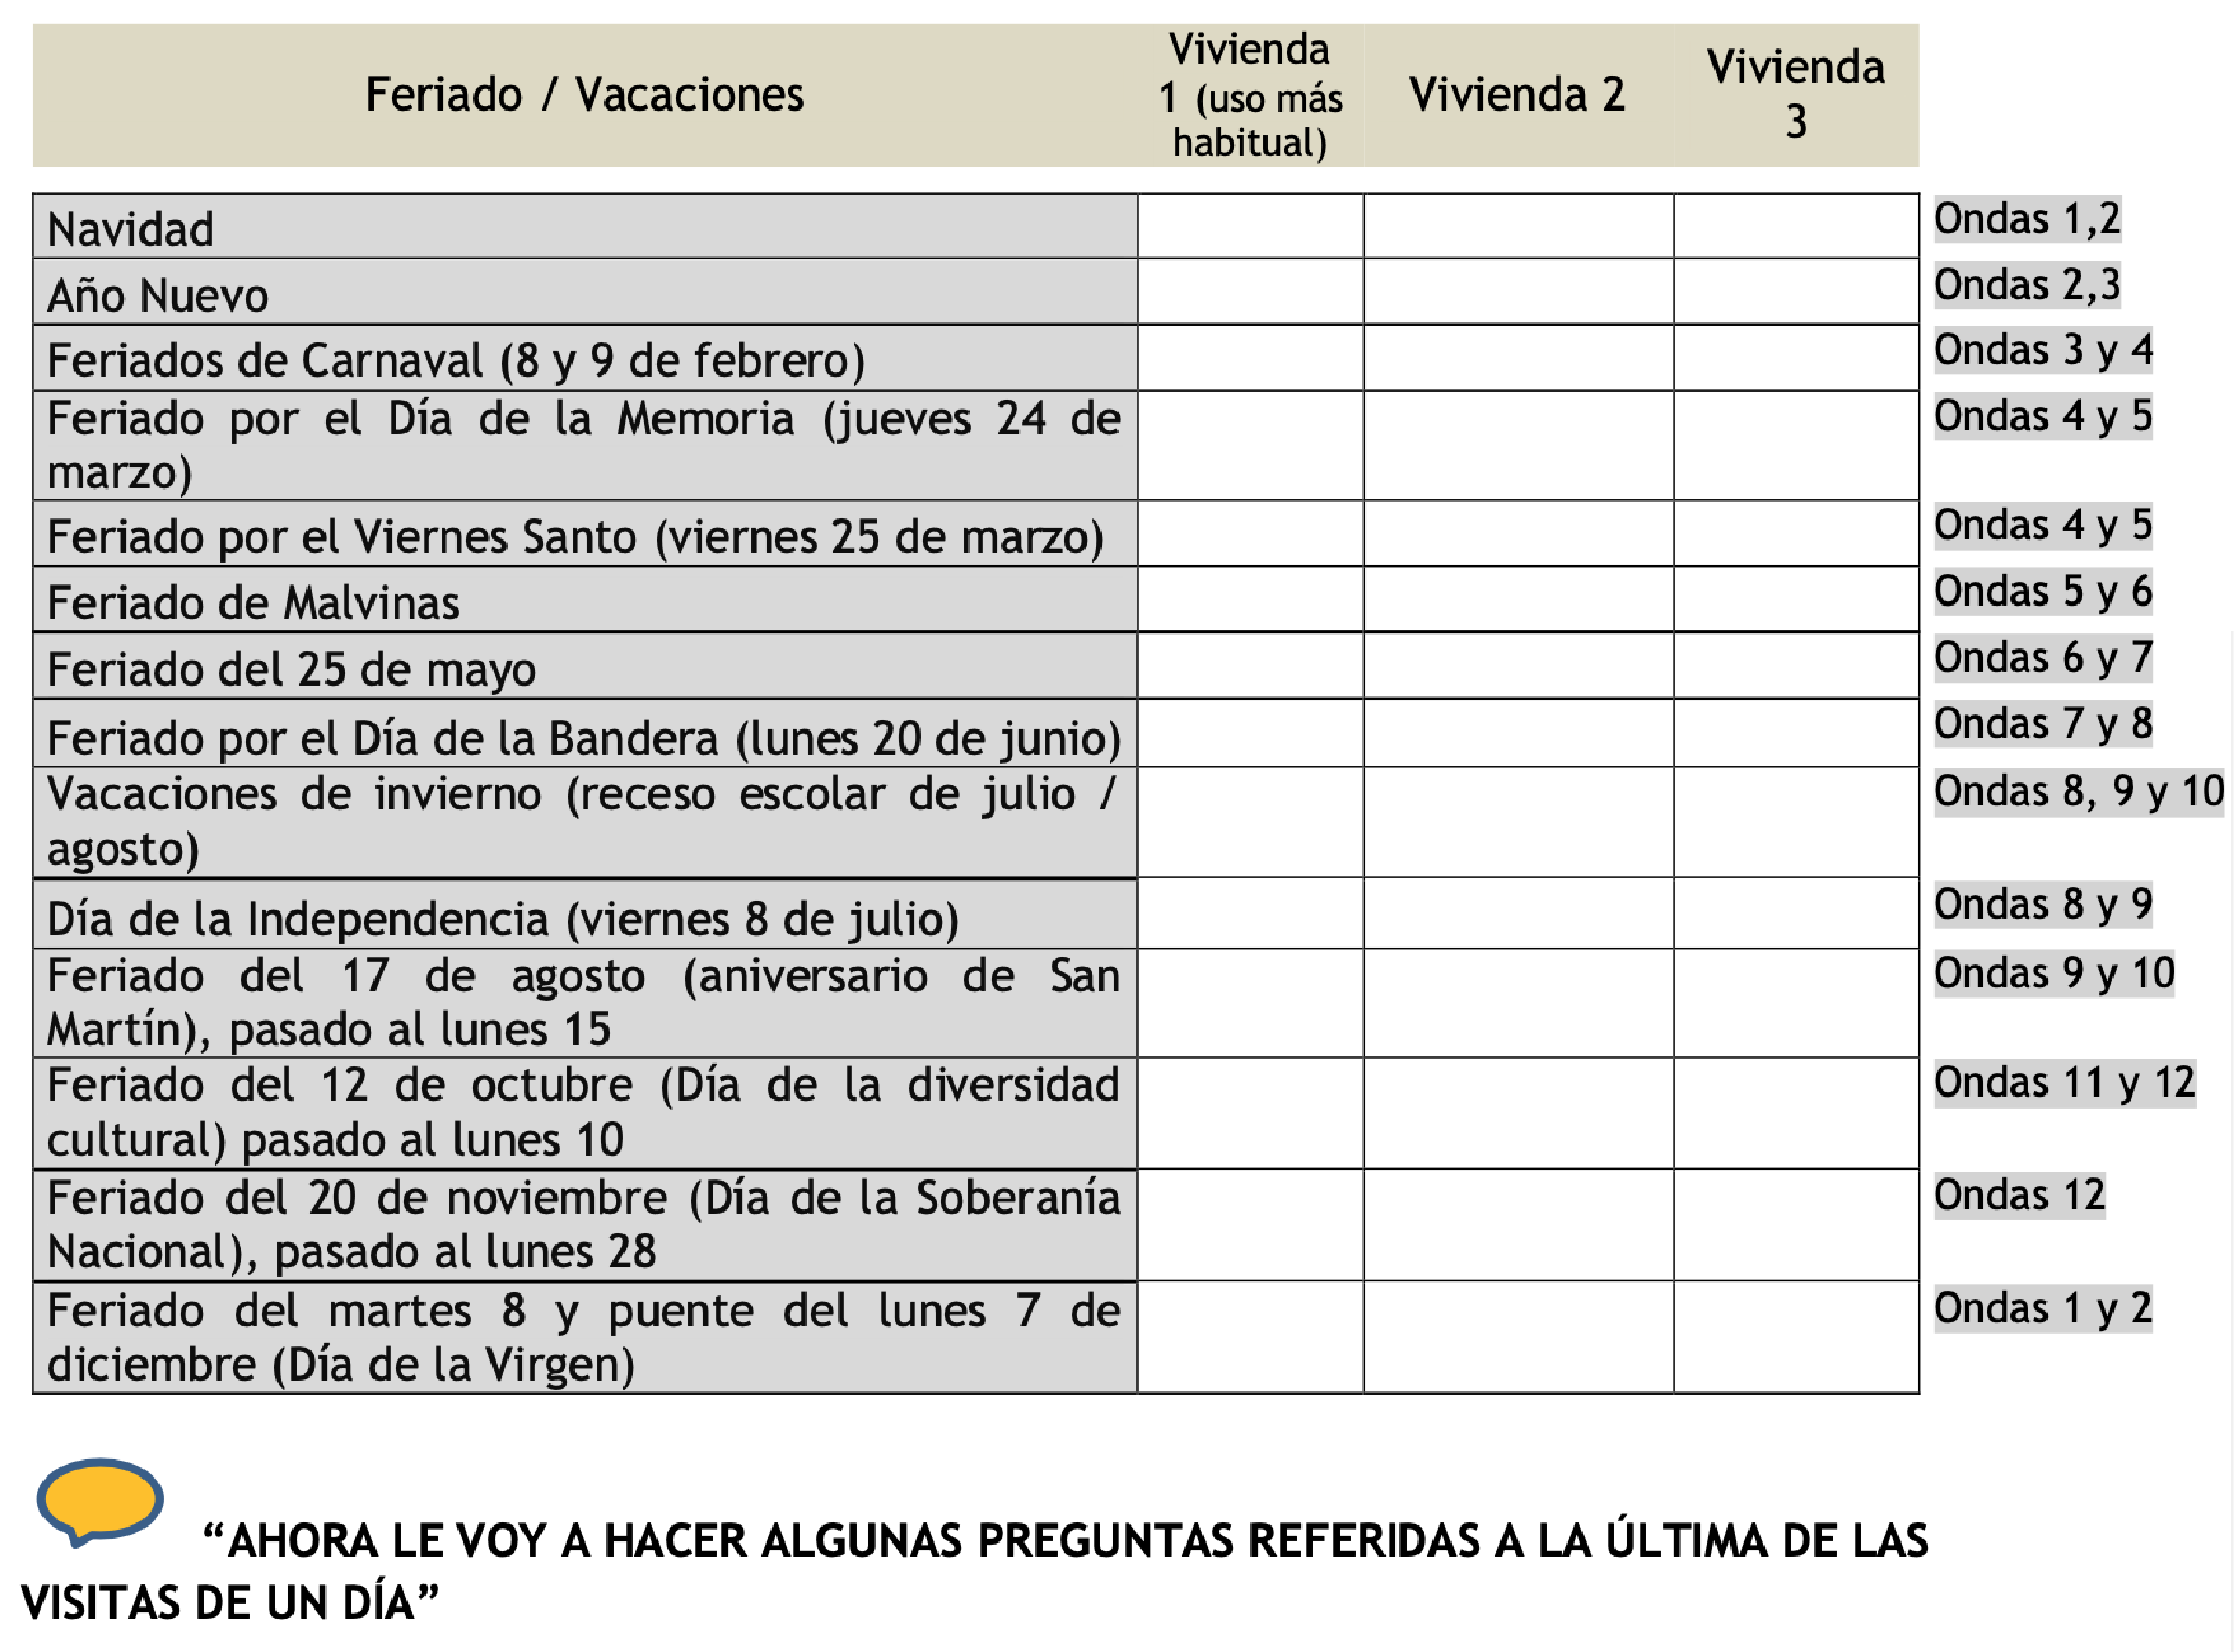 Feriado / Vacaciones
Vivienda
1 (uso más
habitual)
Vivienda 2
Vivienda
3
Navidad
Ondas 1,2
Año Nuevo
Ondas 2,3
Feriados de Carnaval (8 y 9 de febrero)
Ondas 3 y 4
Feriado por el Día de la Memoria (jueves 24 de
marzo)
Ondas 4 y 5
Feriado por el Viernes Santo (viernes 25 de marzo)
Ondas 4 y 5
Feriado de Malvinas
Ondas 5 y 6
Feriado del 25 de mayo
Ondas 6 y 7
Feriado por el Día de la Bandera (lunes 20 de junio)
Ondas 7 y 8
Vacaciones de invierno (receso escolar de julio /
agosto)
Ondas 8, 9 y 10
Día de la Independencia (viernes 8 de julio)
Ondas 8 y 9
Feriado del 17 de agosto (aniversario de San
Martín), pasado al lunes 15
Ondas 9 y 10
Feriado del 12 de octubre (Día de la diversidad
cultural) pasado al lunes 10
Ondas 11 y 12
Feriado del 20 de noviembre (Día de la Soberanía
Nacional), pasado al lunes 28
Ondas 12
Feriado del martes 8 y puente del lunes 7 de
diciembre (Día de la Virgen)
Ondas 1 y 2
“AHORA LE VOY A HACER ALGUNAS PREGUNTAS REFERIDAS A LA ÚLTIMA DE LAS
VISITAS DE UN DÍA”